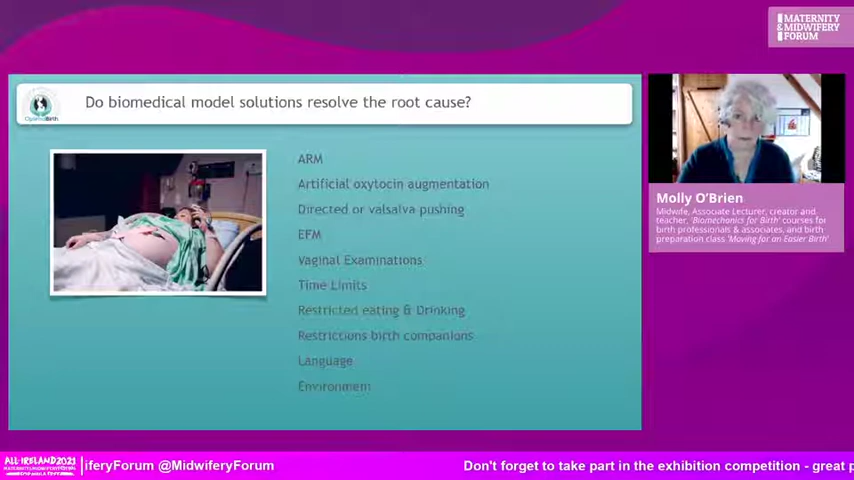 MATERNITY
& MIDWIFERY
FORUM
Do biomedical model solutions resolve the root cause?
ARM
Artificial oxytocin augmentation
Directed or valsalva pushing
EFM
Vaginal Examinations
Time Limits
Restricted eating & Drinking
Restrictions birth companions
Language
Environment
Molly O'Brien
Midwife, Associate Lecturer, creator and
teacher, 'Biomechanics for Birth' courses for
birth professionals & associates, and birth
preparation class 'Moving for an Easier Birth'
ALL-IRELAND 2021
iferyForum @MidwiferyForum
Don't forget to take part in the exhibition competition - great p